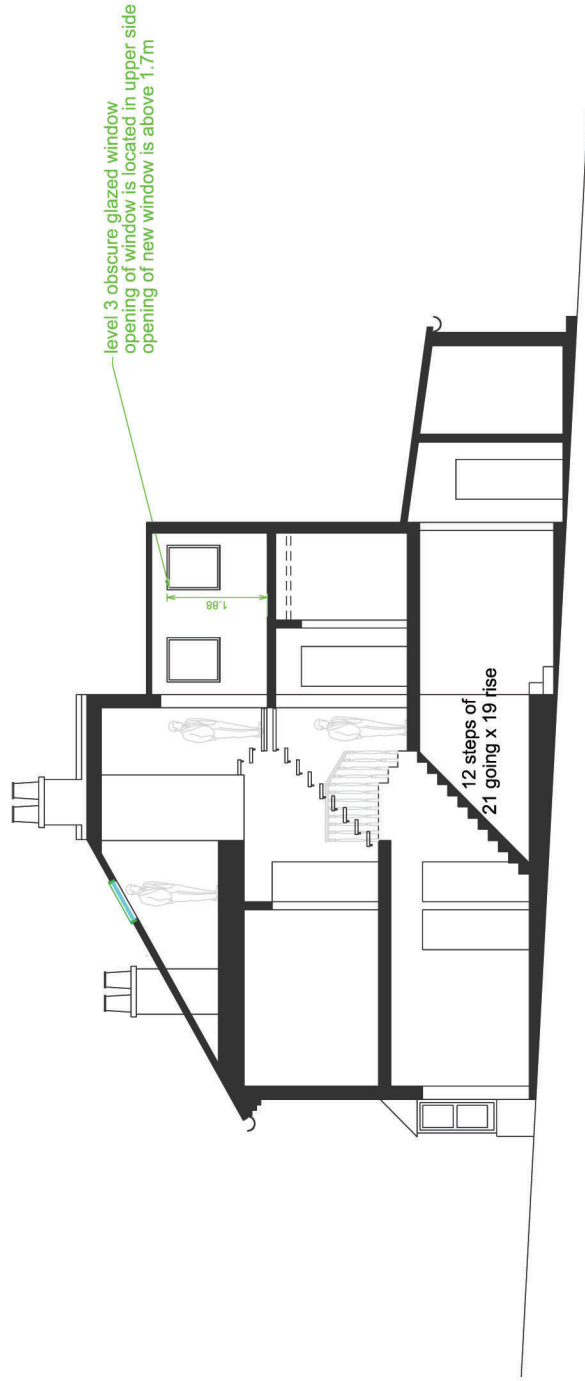 level 3 obscure glazed window
opening of window is located in upper side
opening of new window is above 1.7m
1.88
12 steps of
21 going x 19 rise